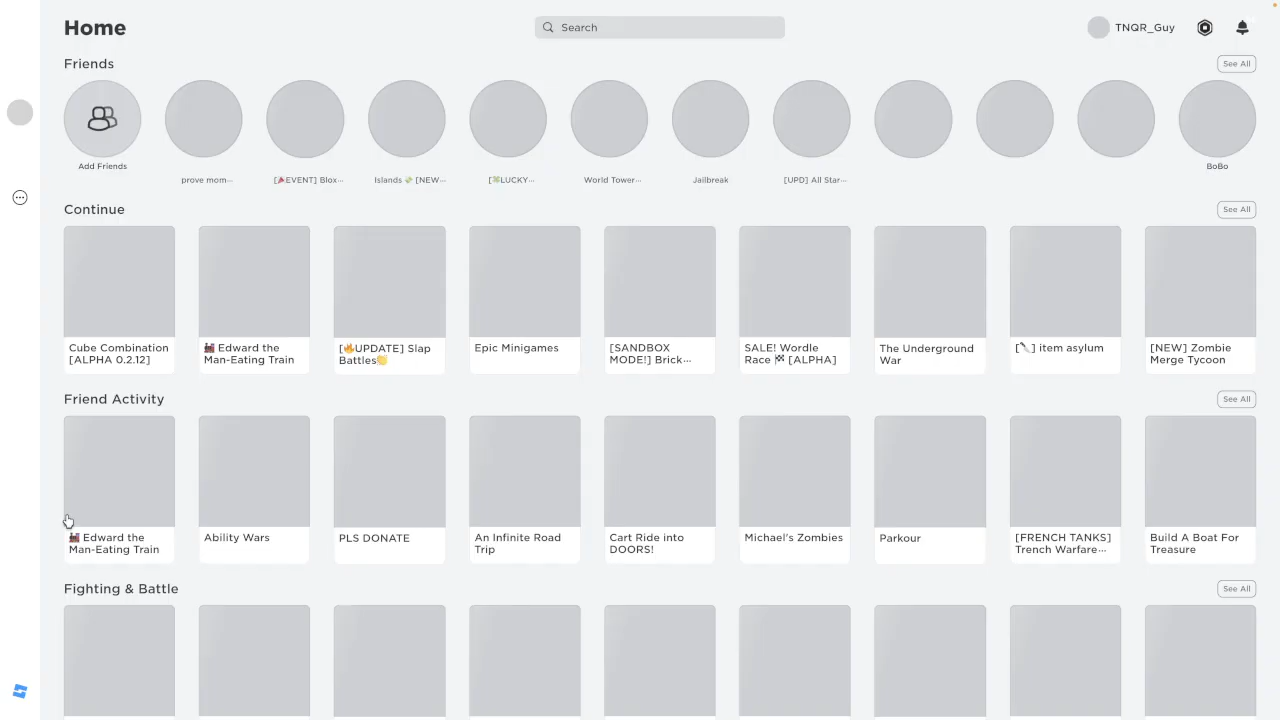 Home
Search
TNQR_Guy
Friends
See All
Add Friends
prove mom...
[🎉EVENT] Blox...
Islands 💸 [NEW...
[🍀LUCKY...
World Tower...
Jailbreak
[UPD] All Star...
BoBo
Continue
See All
Cube Combination
[ALPHA 0.2.12]
🚂 Edward the
Man-Eating Train
[🔥UPDATE] Slap
Battles👏
Epic Minigames
[SANDBOX
MODE!] Brick...
SALE! Wordle
Race 🏁 [ALPHA]
The Underground
War
[🔪] item asylum
[NEW] Zombie
Merge Tycoon
Friend Activity
See All
🚂 Edward the
Man-Eating Train
Ability Wars
PLS DONATE
An Infinite Road
Trip
Cart Ride into
DOORS!
Michael's Zombies
Parkour
[FRENCH TANKS]
Trench Warfare...
Build A Boat For
Treasure
Fighting & Battle
See All